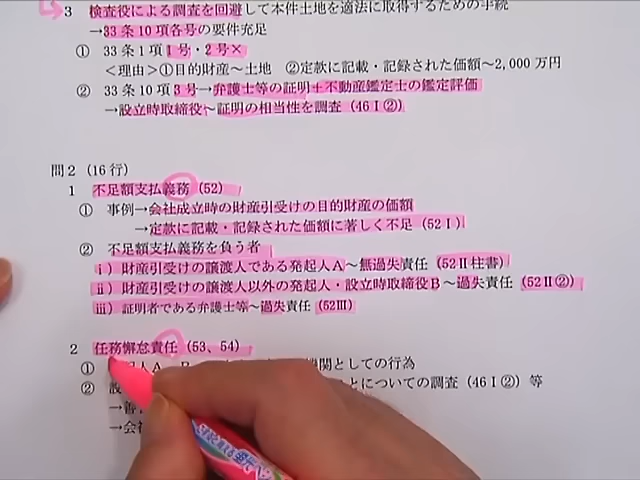 3 検査役による調査を回避して本件土地を適法に取得するための手続
→33条10項各号の要件充足
① 33条1項1号・2号×
＜理由＞①目的財産～土地 ②定款に記載・記録された価額～2,000万円
② 33条10項3号→弁護士等の証明＋不動産鑑定士の鑑定評価
→設立時取締役～証明の相当性を調査（46Ⅰ②）
問2（16行）
1 不足額支払義務（52）
① 事例→会社成立時の財産引受けの目的財産の価額
→定款に記載・記録された価額に著しく不足（52Ⅰ）
② 不足額支払義務を負う者
ⅰ）財産引受けの譲渡人である発起人A～無過失責任（52Ⅱ柱書）
ⅱ）財産引受けの譲渡人以外の発起人・設立時取締役B～過失責任（52Ⅱ②）
ⅲ）証明者である弁護士等～過失責任（52Ⅲ）
2 任務懈怠責任（53、54）
① 機関としての行為
② とについての調査（46Ⅰ②）等
→善
→会社